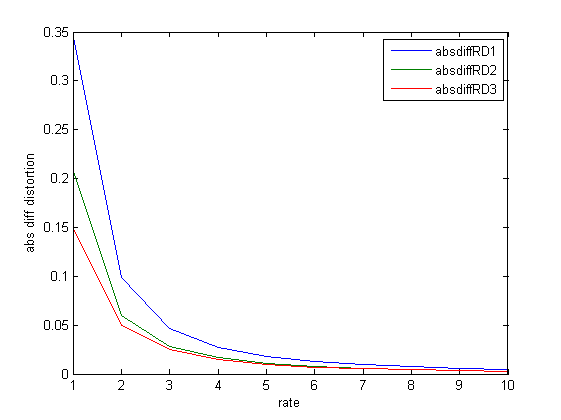 0.35
0.3
0.25
0.2
0.15
0.1
0.05
0
abs diff distortion
absdiffRD1
absdiffRD2
absdiffRD3
1 2 3 4 5 6 7 8 9 10
rate